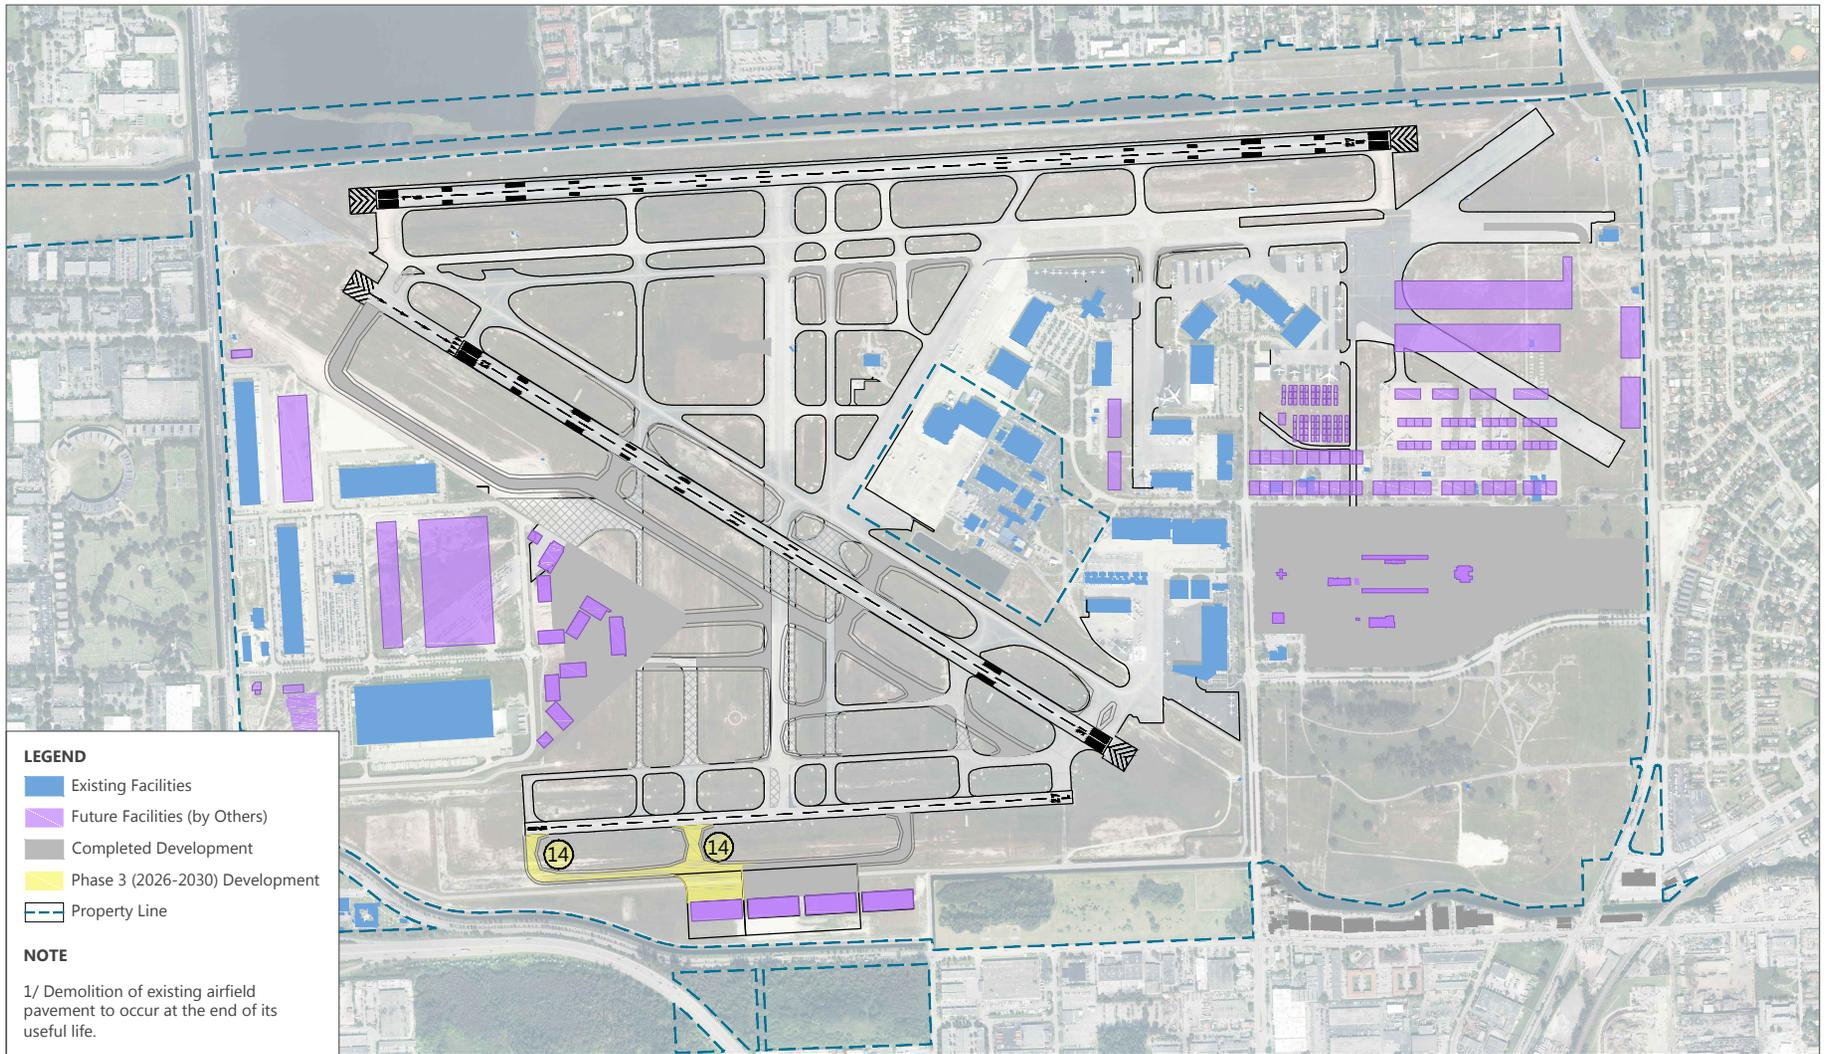 14
14
LEGEND
Existing Facilities
Future Facilities (by Others)
Completed Development
Phase 3 (2026-2030) Development
Property Line
NOTE
1/ Demolition of existing airfield
pavement to occur at the end of its
useful life.